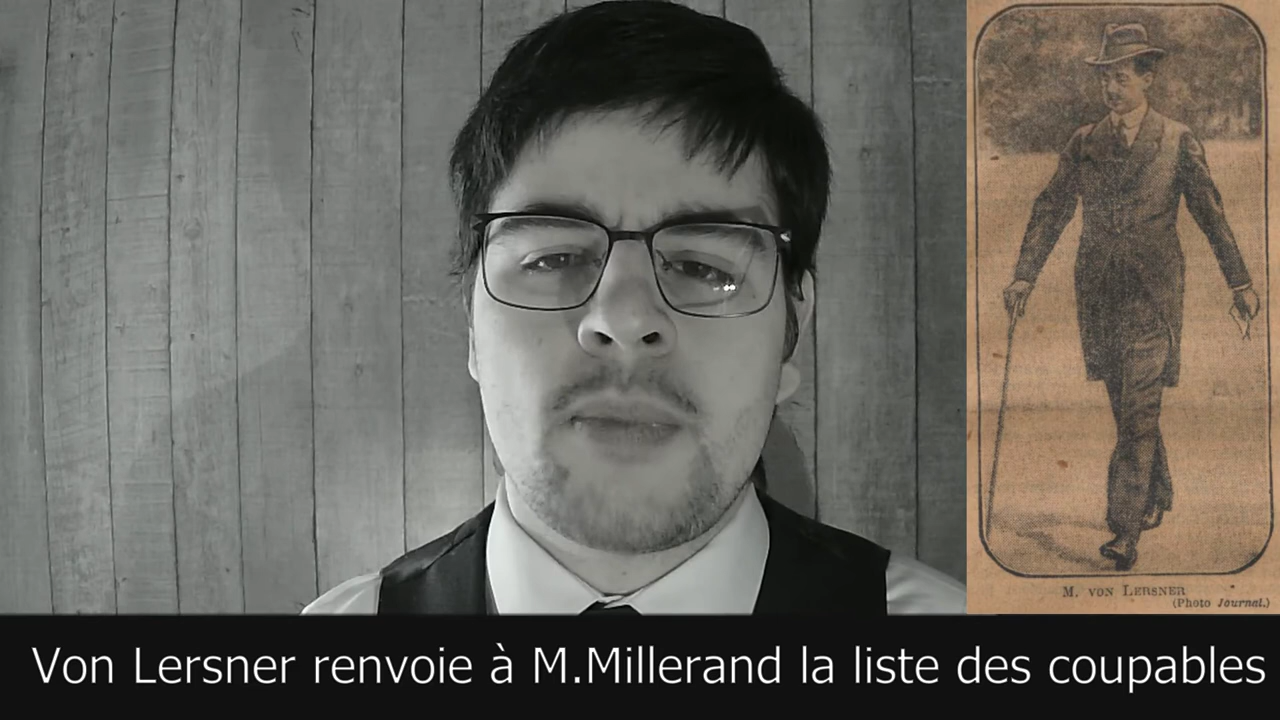 M. VON LERSNER
(Photo Journal.)
Von Lersner renvoie à M.Millerand la liste des coupables